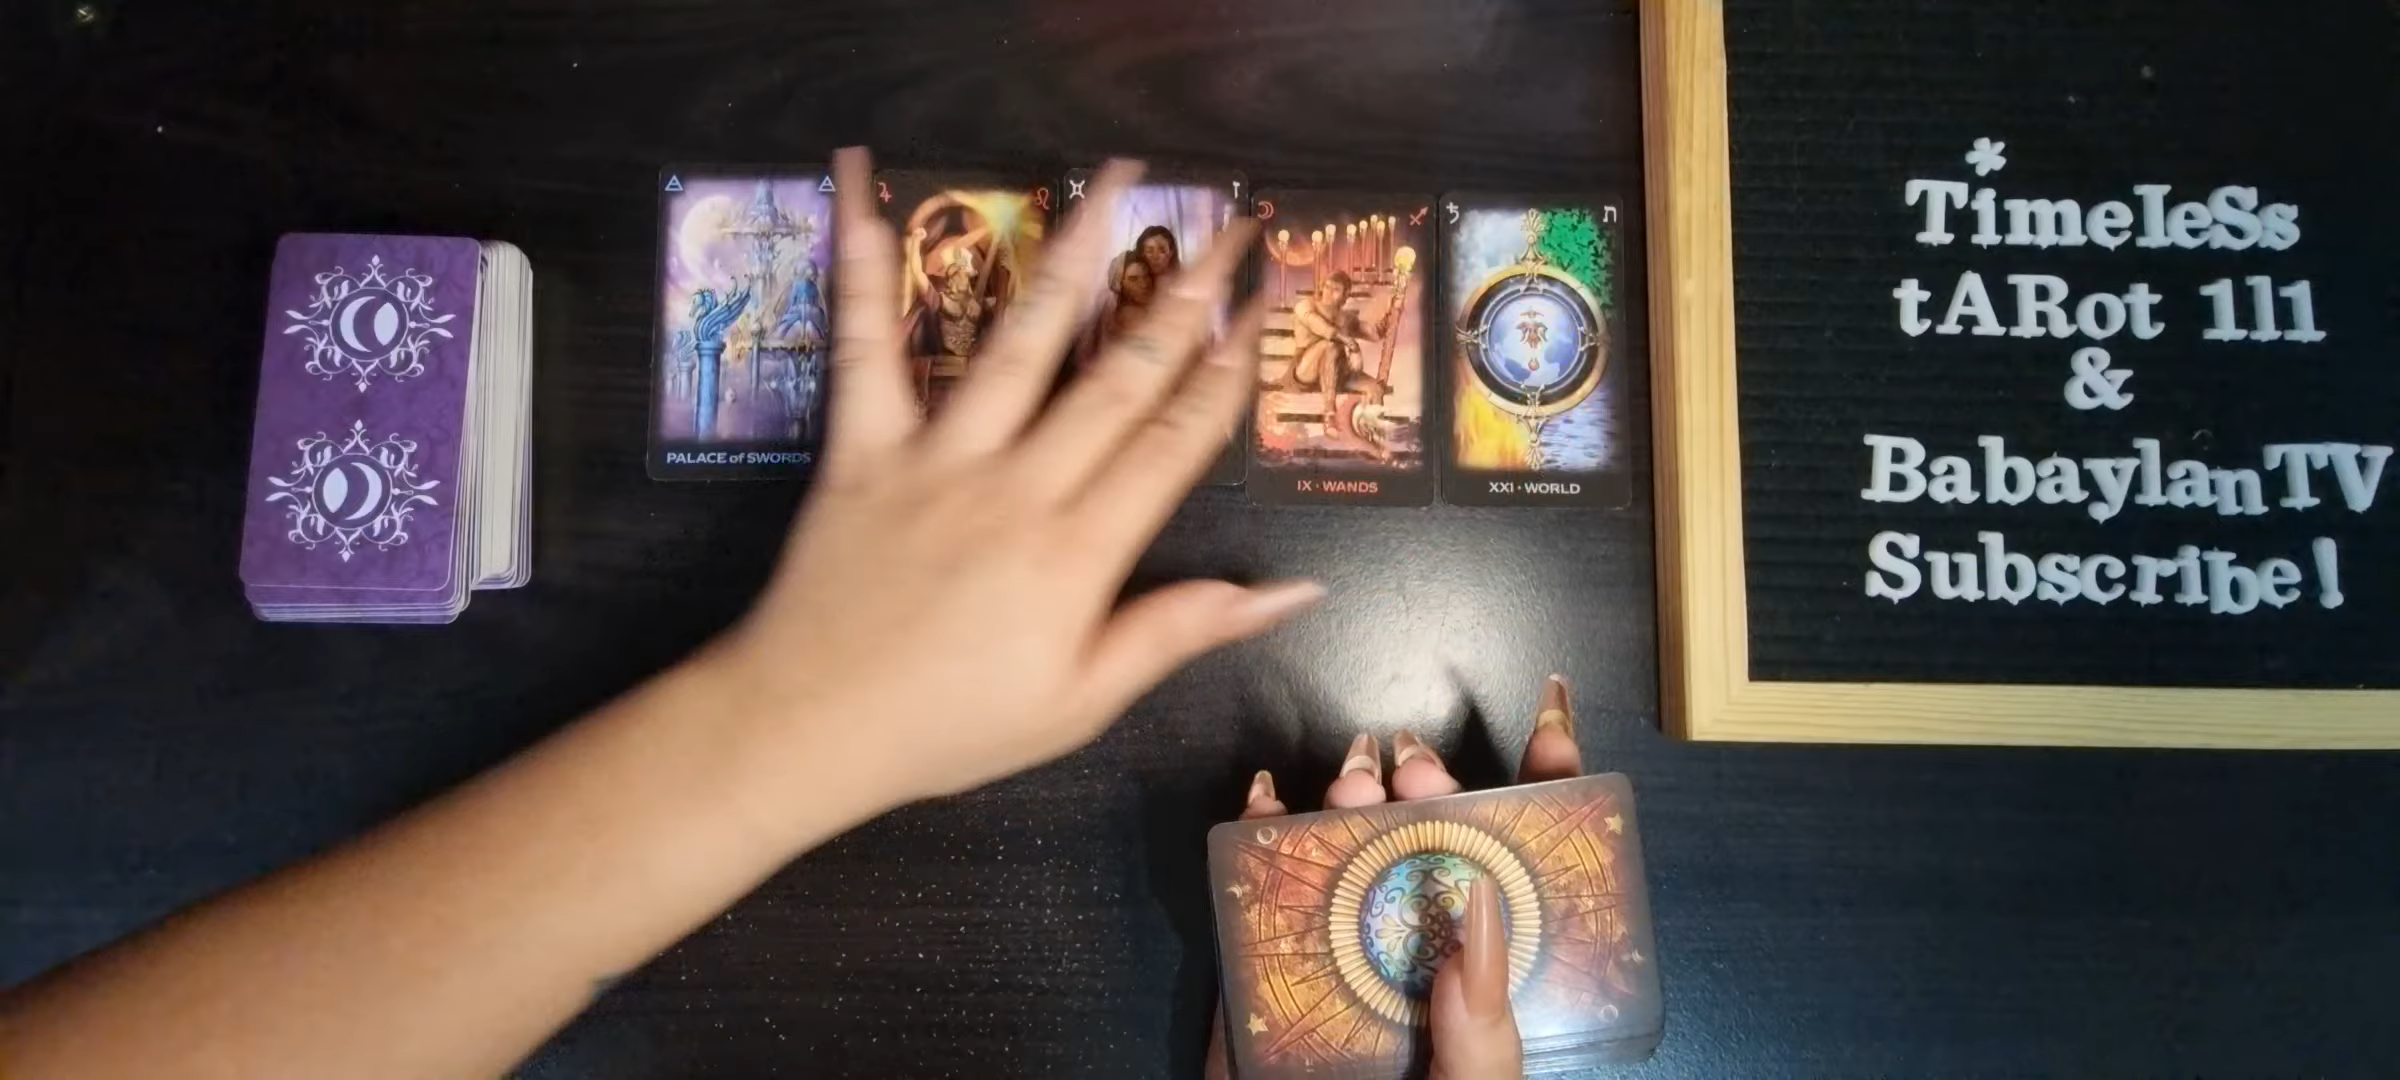 PALACE of SWORDS
IX · WANDS
XXI · WORLD
TimeleSs
tARot 111
&
BabaylanTV
Subscribe!